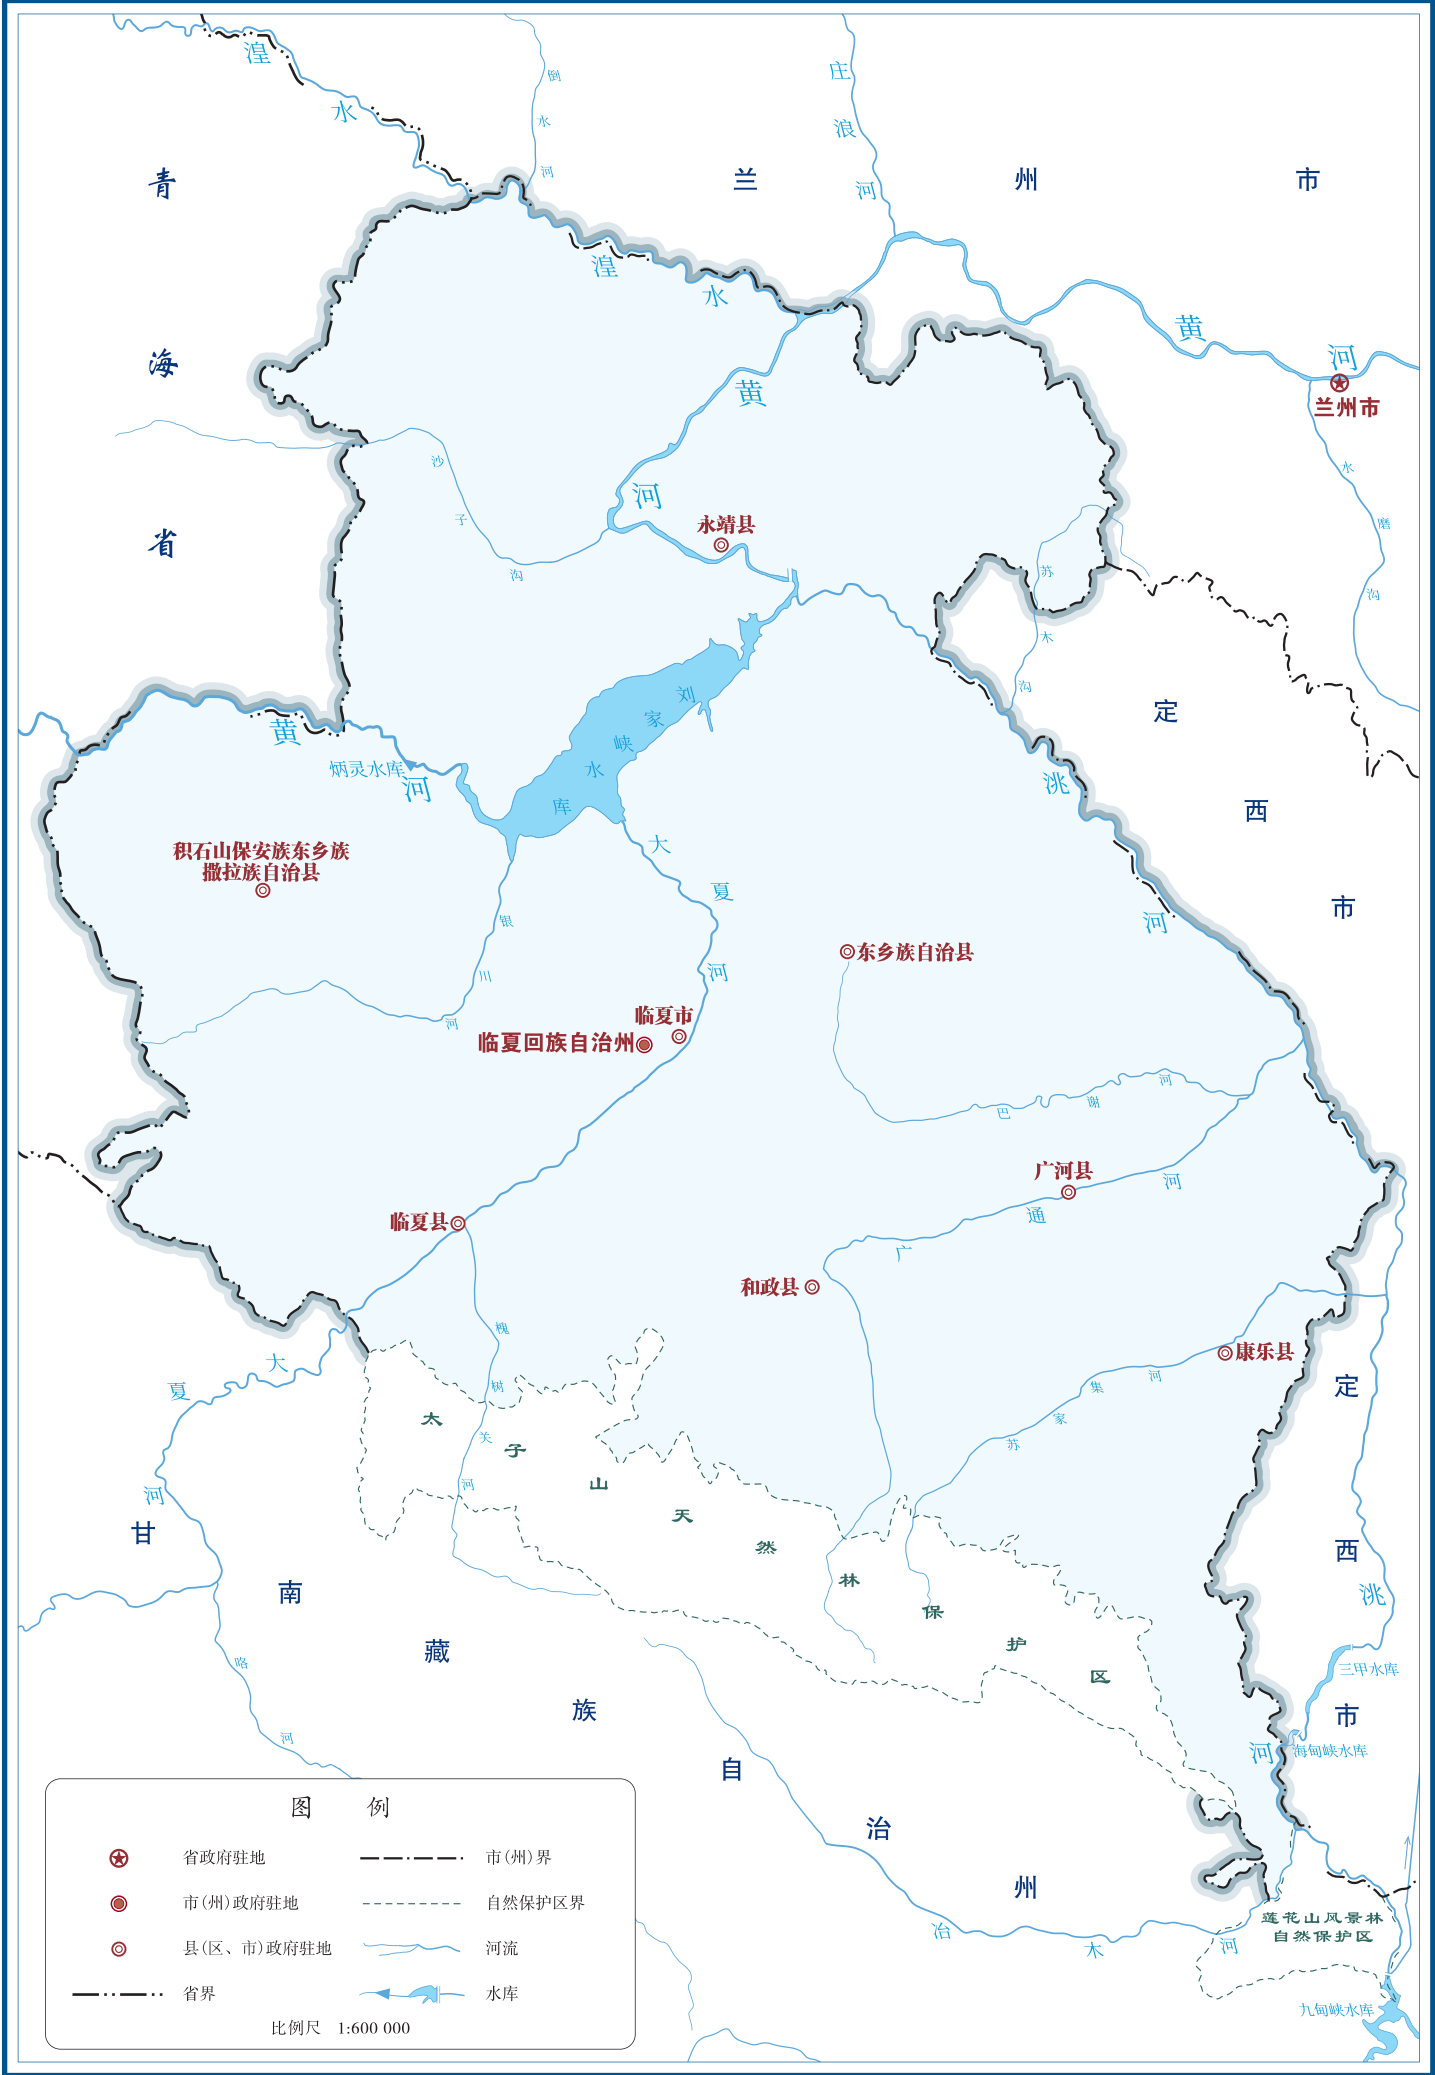 湟水
倒水河
庄浪河
青海省
兰州市
湟水
黄河
兰州市
水磨沟
黄河
沙子沟
永靖县
苏木沟
定西市
刘家峡水库
黄河
炳灵水库
洮河
积石山保安族东乡族
撒拉族自治县
大夏河
银川河
东乡族自治县
临夏市
临夏回族自治州
巴谢河
广河县
广通河
临夏县
和政县
康乐县
槐树关河
苏家集河
大夏河
定西市
太子山天然林保护区
甘南藏族自治州
咯河
洮河
三甲水库
海甸峡水库
冶木河
莲花山风景林
自然保护区
九甸峡水库
图 例
省政府驻地
市(州)界
市(州)政府驻地
自然保护区界
县(区、市)政府驻地
河流
省界
水库
比例尺 1:600 000